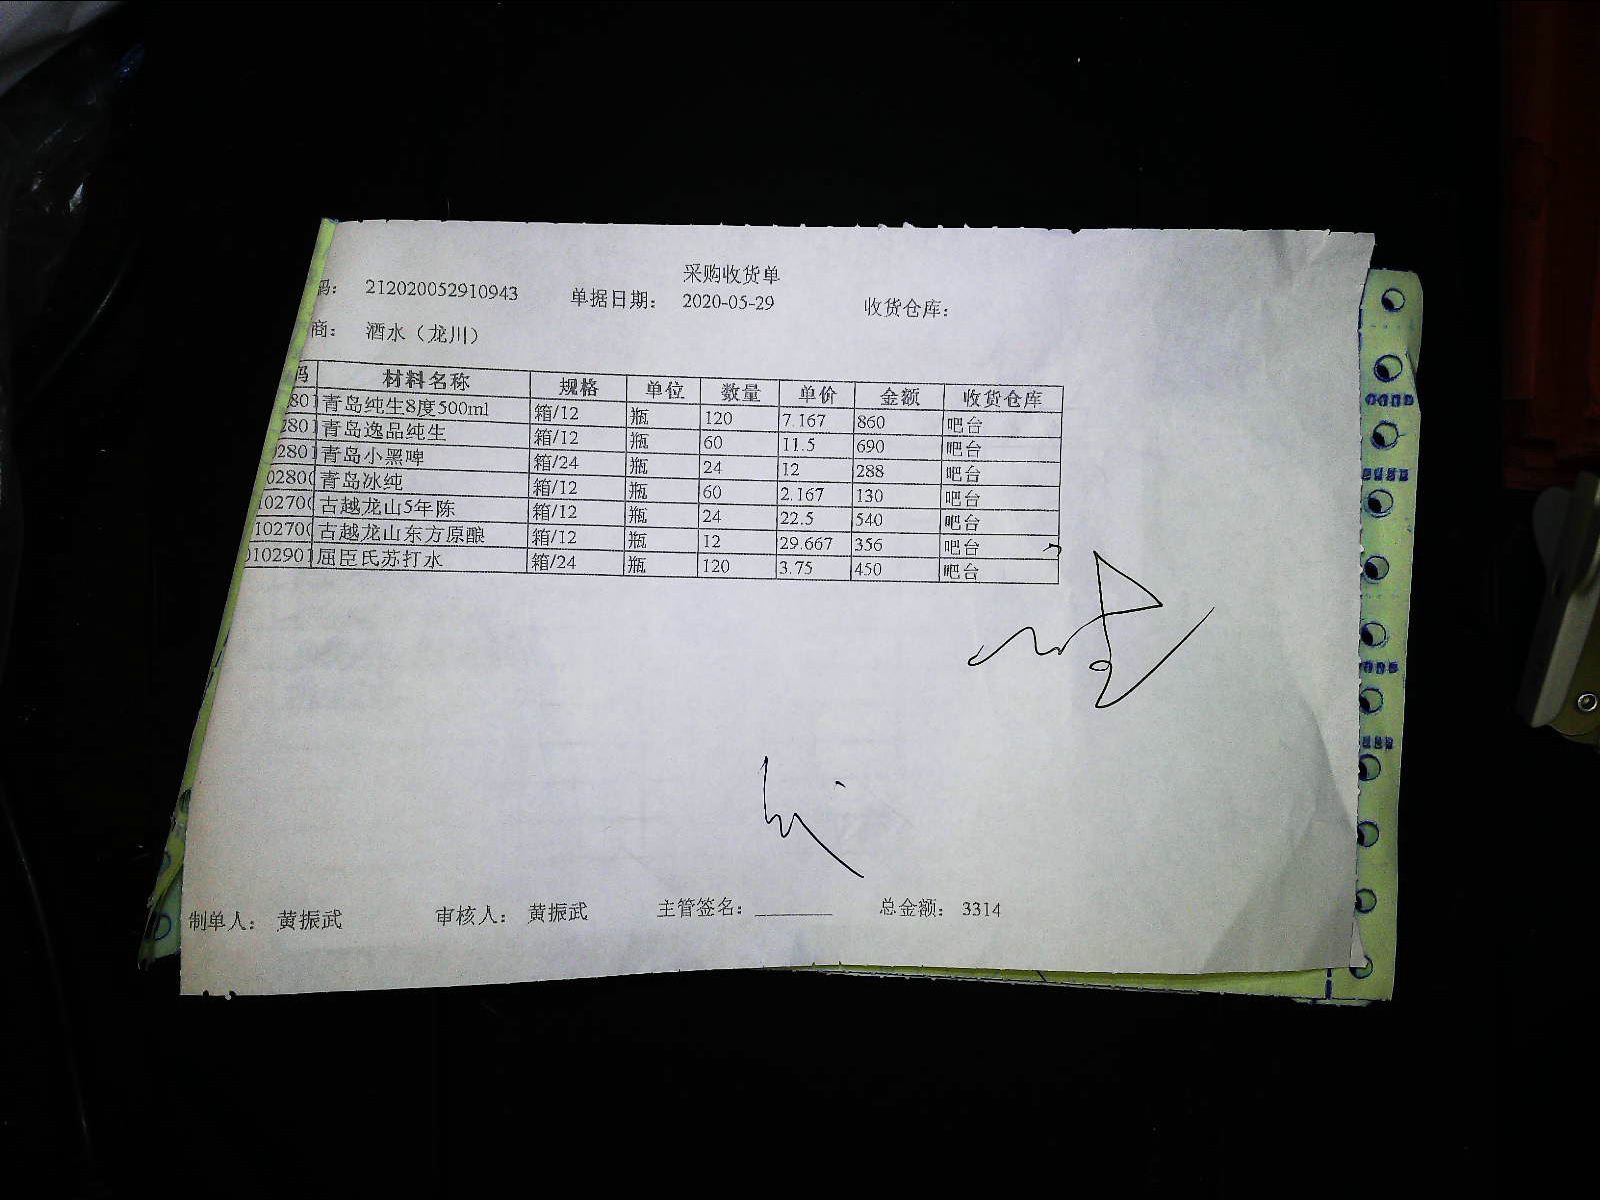 采购收货单
码: 212020052910943 单据日期: 2020-05-29 收货仓库:
商: 酒水（龙川）
码 材料名称 规格 单位 数量 单价 金额 收货仓库
801 青岛纯生8度500ml 箱/12 瓶 120 7.167 860 吧台
2801 青岛逸品纯生 箱/12 瓶 60 11.5 690 吧台
02801 青岛小黑啤 箱/24 瓶 24 12 288 吧台
02800 青岛冰纯 箱/12 瓶 60 2.167 130 吧台
102700 古越龙山5年陈 箱/12 瓶 24 22.5 540 吧台
102700 古越龙山东方原酿 箱/12 瓶 12 29.667 356 吧台
0102901 屈臣氏苏打水 箱/24 瓶 120 3.75 450 吧台
制单人: 黄振武 审核人: 黄振武 主管签名: ________ 总金额: 3314